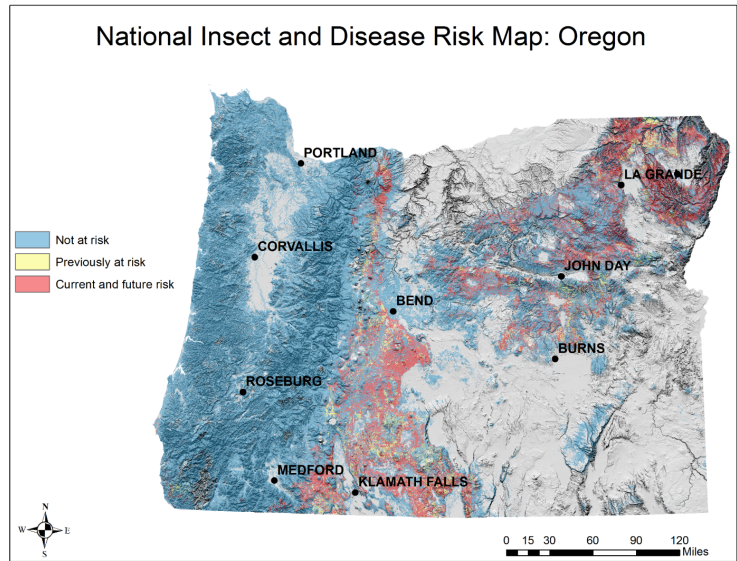 National Insect and Disease Risk Map: Oregon
PORTLAND
LA GRANDE
Not at risk
Previously at risk
Current and future risk
CORVALLIS
JOHN DAY
BEND
BURNS
ROSEBURG
MEDFORD
KLAMATH FALLS
N
W E
S
0 15 30 60 90 120
Miles